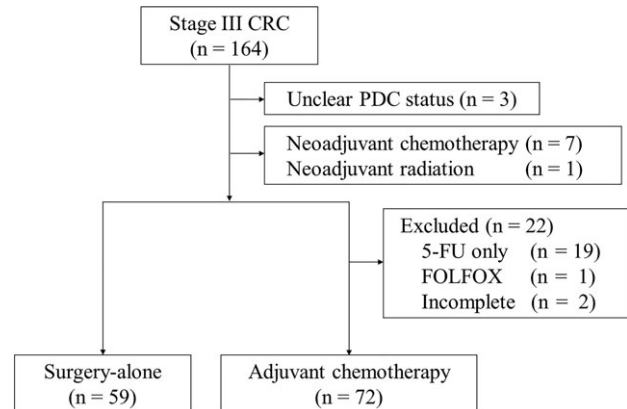 Stage III CRC
(n = 164)
Unclear PDC status (n = 3)
Neoadjuvant chemotherapy (n = 7)
Neoadjuvant radiation (n = 1)
Excluded (n = 22)
5-FU only (n = 19)
FOLFOX (n = 1)
Incomplete (n = 2)
Surgery-alone
(n = 59)
Adjuvant chemotherapy
(n = 72)